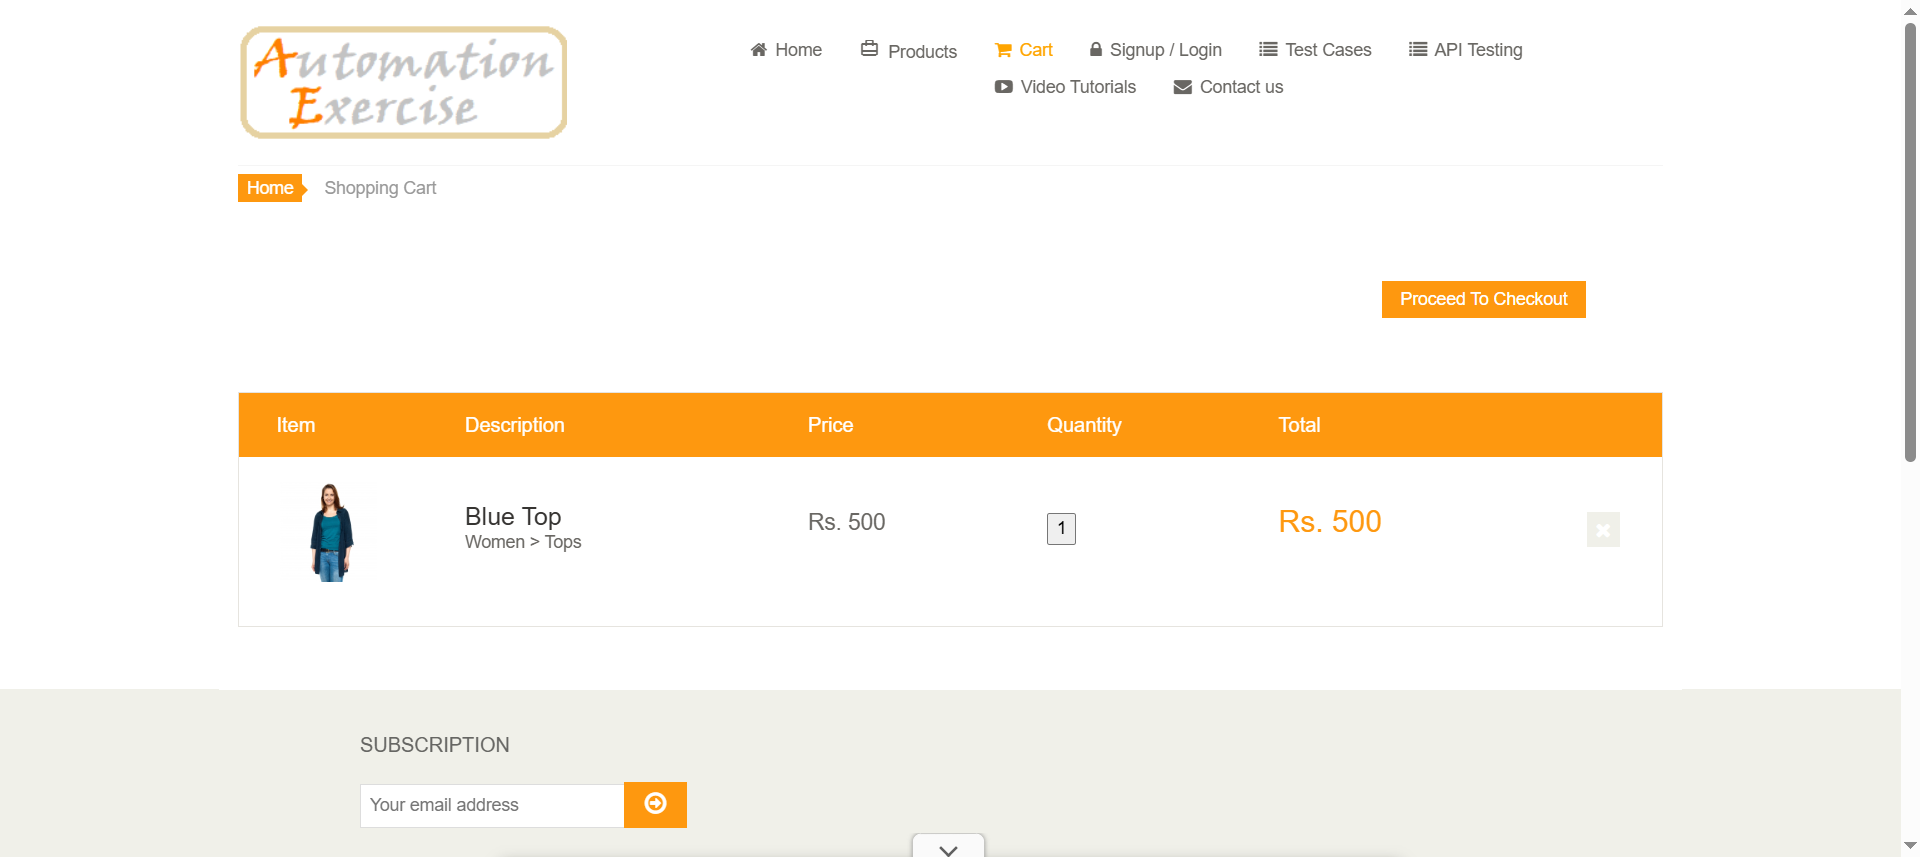 Automation
Exercise
Home Products Cart Signup / Login Test Cases API Testing
Video Tutorials Contact us
Home Shopping Cart
Proceed To Checkout
Item Description Price Quantity Total
Blue Top Rs. 500 1 Rs. 500
Women > Tops
SUBSCRIPTION
Your email address